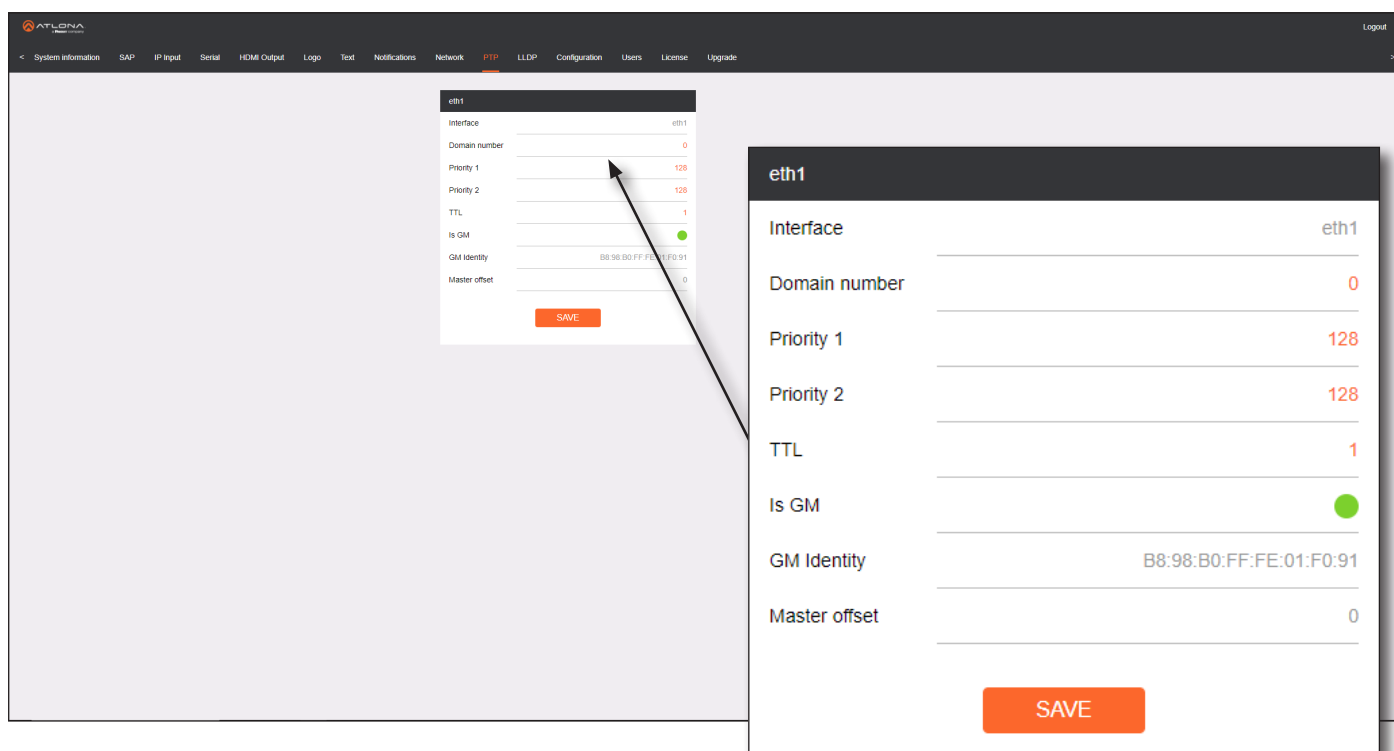 ATLONA
Logout
< System information SAP IP Input Serial HDMI Output Logo Text Notifications Network PTP LLDP Configuration Users License Upgrade >
eth1
Interface eth1
Domain number 0
Priority 1 128
Priority 2 128
TTL 1
Is GM
GM Identity B8:98:B0:FF:FE:01:F0:91
Master offset 0
SAVE
eth1
Interface eth1
Domain number 0
Priority 1 128
Priority 2 128
TTL 1
Is GM
GM Identity B8:98:B0:FF:FE:01:F0:91
Master offset 0
SAVE